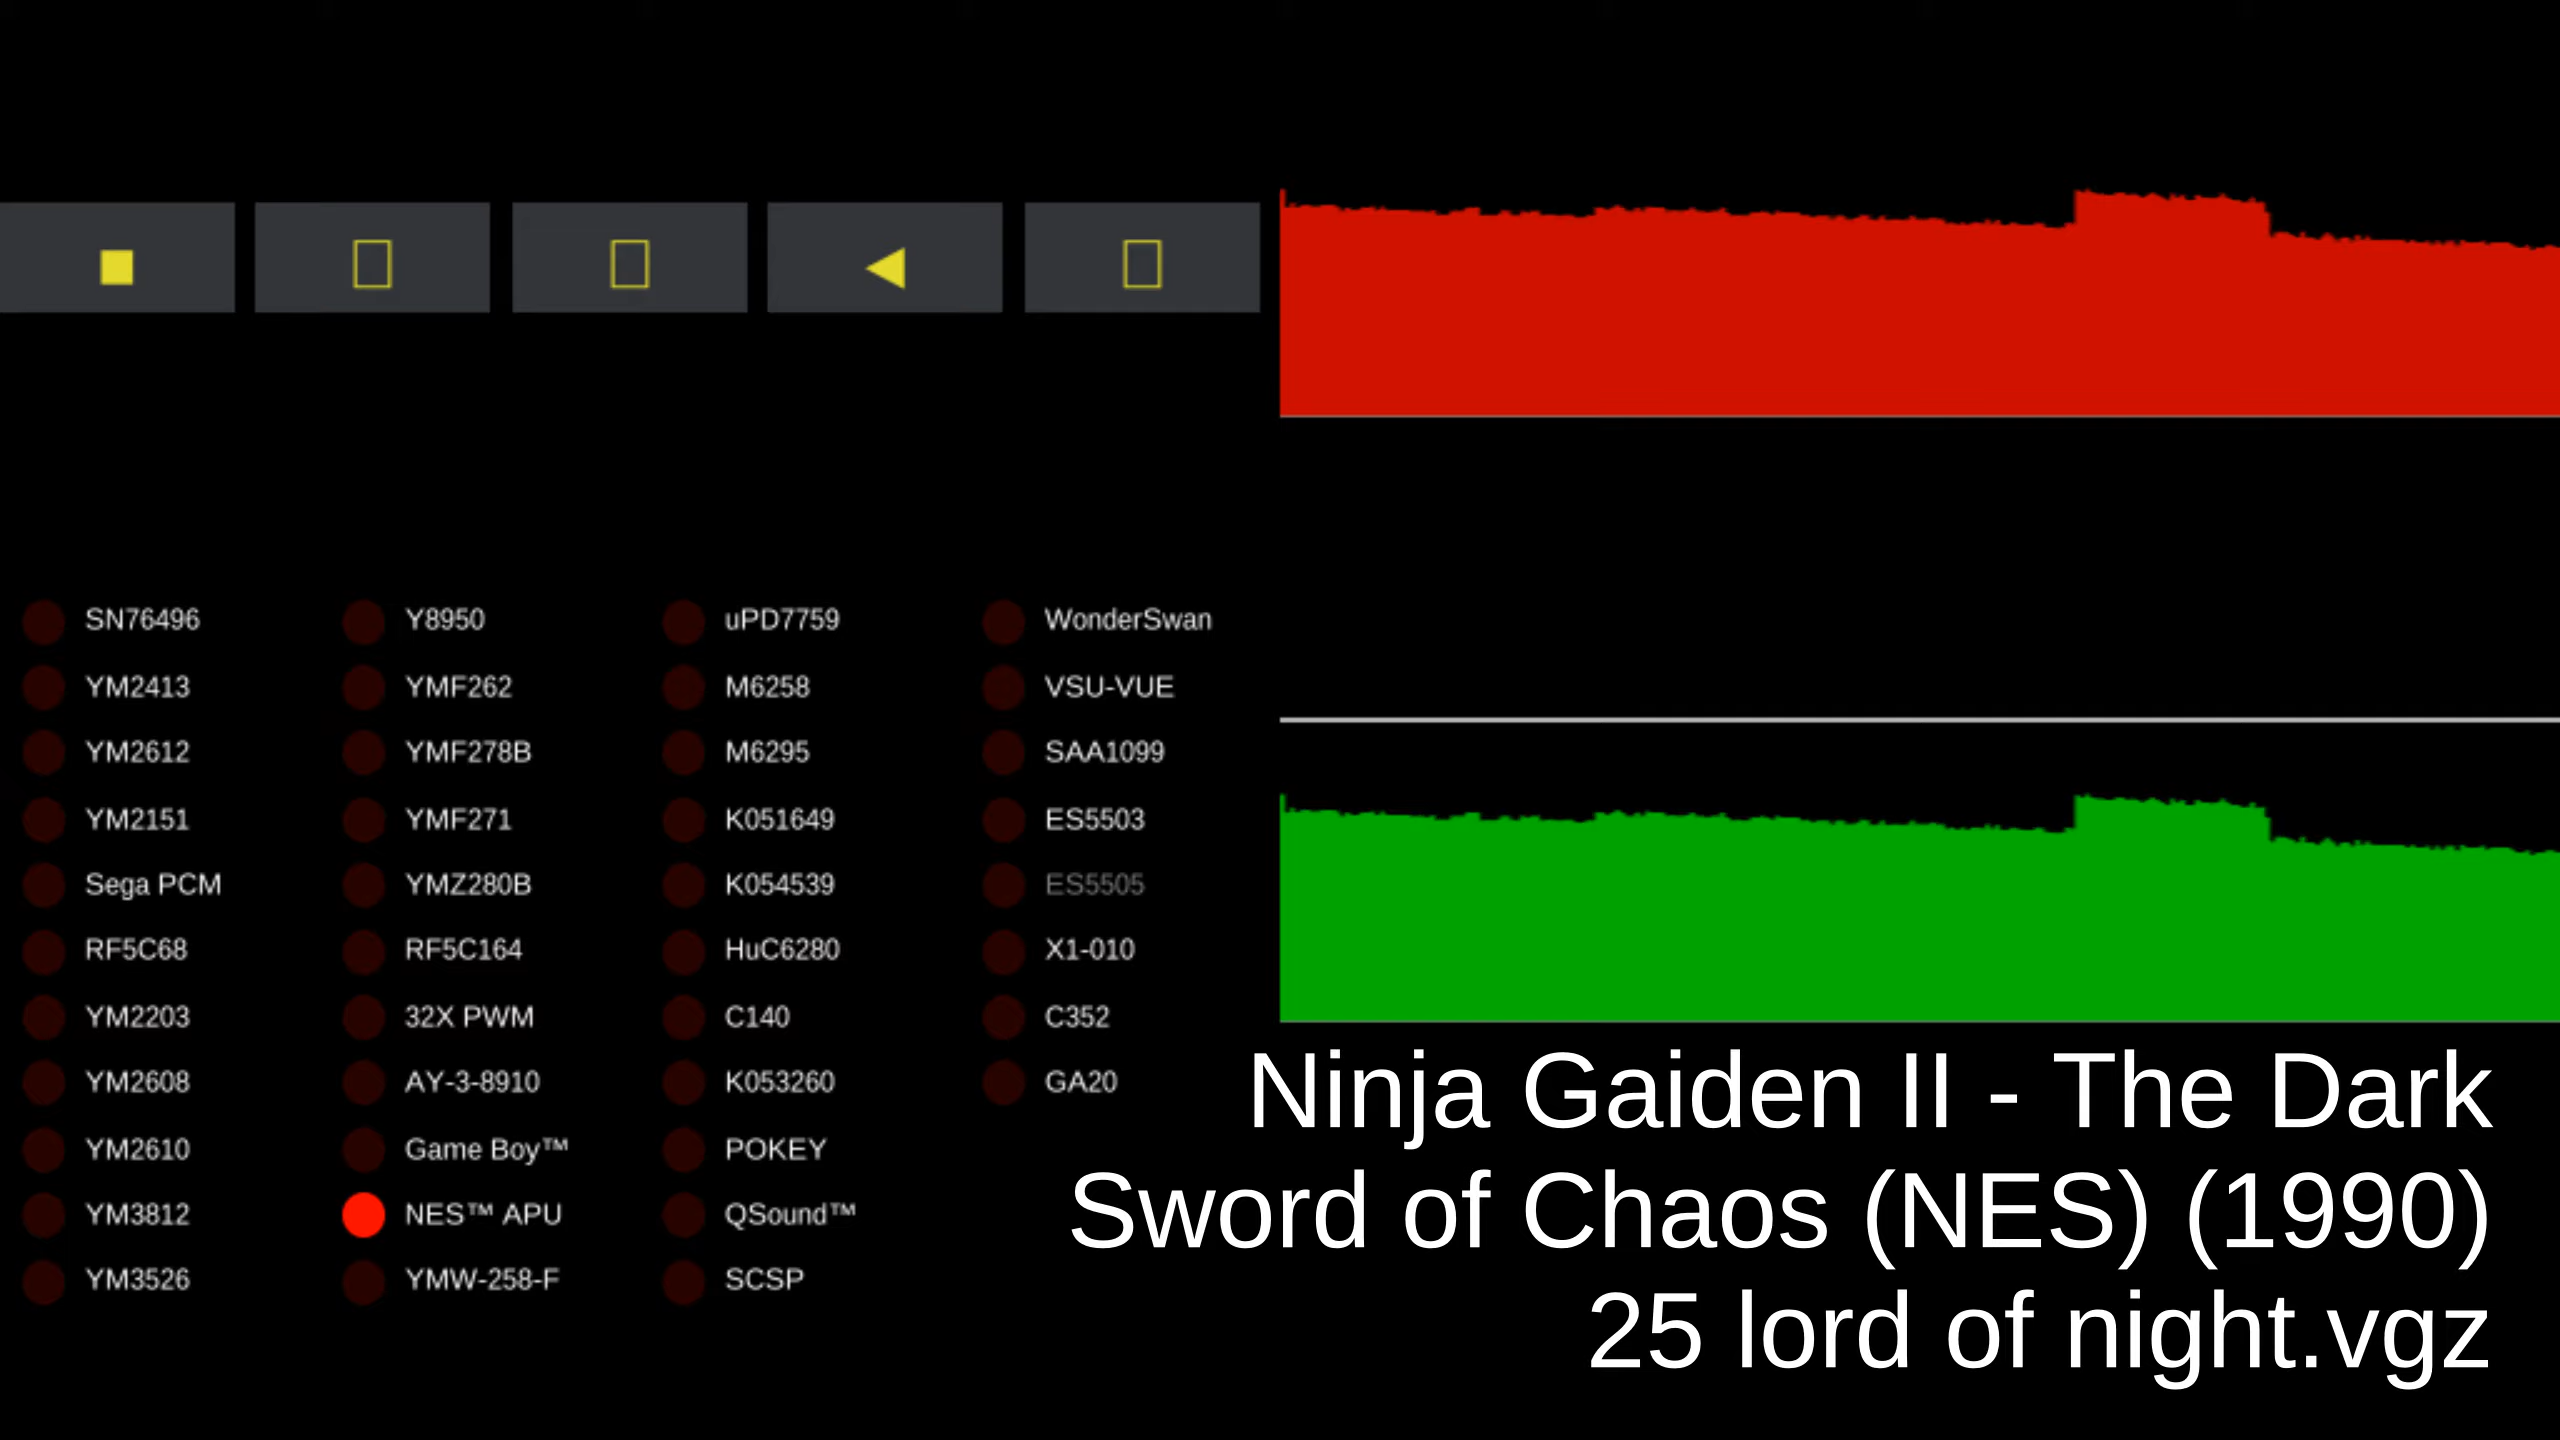 SN76496 Y8950 uPD7759 WonderSwan
YM2413 YMF262 M6258 VSU-VUE
YM2612 YMF278B M6295 SAA1099
YM2151 YMF271 K051649 ES5503
Sega PCM YMZ280B K054539 ES5505
RF5C68 RF5C164 HuC6280 X1-010
YM2203 32X PWM C140 C352
YM2608 AY-3-8910 K053260 GA20
YM2610 Game Boy™ POKEY
YM3812 NES™ APU QSound™
YM3526 YMW-258-F SCSP
Ninja Gaiden II - The Dark
Sword of Chaos (NES) (1990)
25 lord of night.vgz